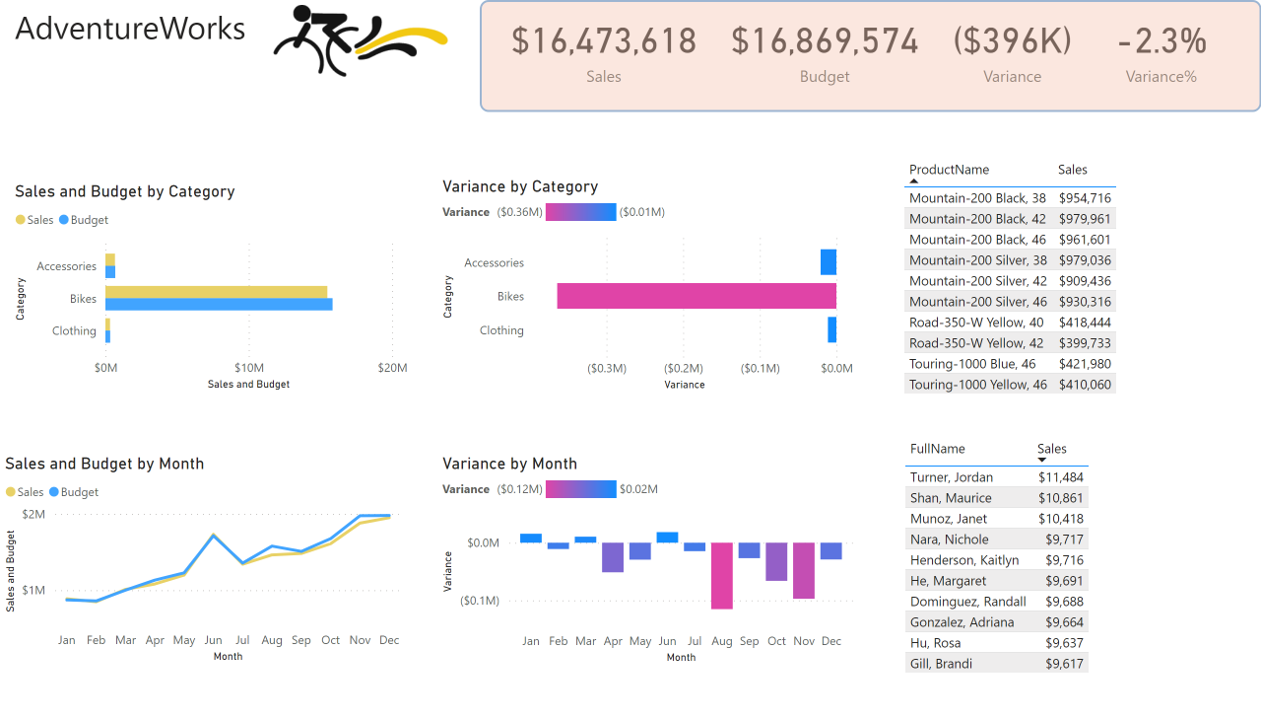 AdventureWorks
$16,473,618 $16,869,574 ($396K) -2.3%
Sales Budget Variance Variance%
Sales and Budget by Category
Sales Budget
Category
Accessories
Bikes
Clothing
$0M $10M $20M
Sales and Budget
Variance by Category
Variance ($0.36M) ($0.01M)
Category
Accessories
Bikes
Clothing
($0.3M) ($0.2M) ($0.1M) $0.0M
Variance
ProductName Sales
Mountain-200 Black, 38 $954,716
Mountain-200 Black, 42 $979,961
Mountain-200 Black, 46 $961,601
Mountain-200 Silver, 38 $979,036
Mountain-200 Silver, 42 $909,436
Mountain-200 Silver, 46 $930,316
Road-350-W Yellow, 40 $418,444
Road-350-W Yellow, 42 $399,733
Touring-1000 Blue, 46 $421,980
Touring-1000 Yellow, 46 $410,060
Sales and Budget by Month
Sales Budget
Sales and Budget
$2M
$1M
Jan Feb Mar Apr May Jun Jul Aug Sep Oct Nov Dec
Month
Variance by Month
Variance ($0.12M) $0.02M
Variance
$0.0M
($0.1M)
Jan Feb Mar Apr May Jun Jul Aug Sep Oct Nov Dec
Month
FullName Sales
Turner, Jordan $11,484
Shan, Maurice $10,861
Munoz, Janet $10,418
Nara, Nichole $9,717
Henderson, Kaitlyn $9,716
He, Margaret $9,691
Dominguez, Randall $9,688
Gonzalez, Adriana $9,664
Hu, Rosa $9,637
Gill, Brandi $9,617